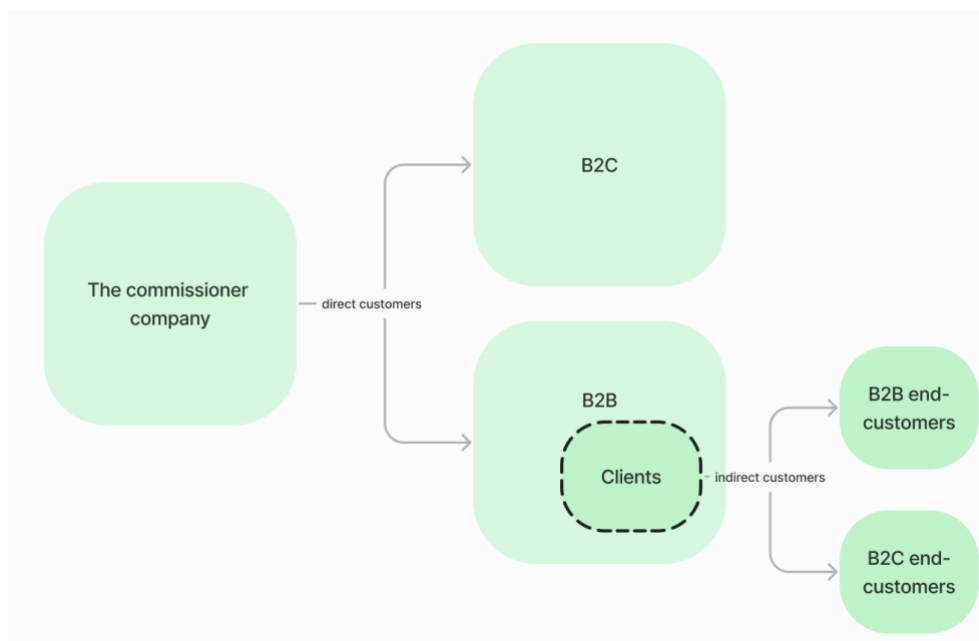 The commissioner
company
direct customers
B2C
B2B
Clients
indirect customers
B2B end-
customers
B2C end-
customers